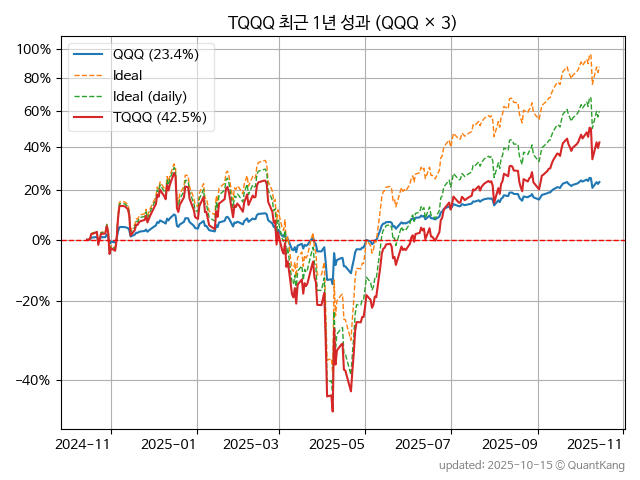 TQQQ 최근 1년 성과 (QQQ × 3)
QQQ (23.4%)
Ideal
Ideal (daily)
TQQQ (42.5%)
100%
80%
60%
40%
20%
0%
−20%
−40%
2024-11 2025-01 2025-03 2025-05 2025-07 2025-09 2025-11
updated: 2025-10-15 © QuantKang